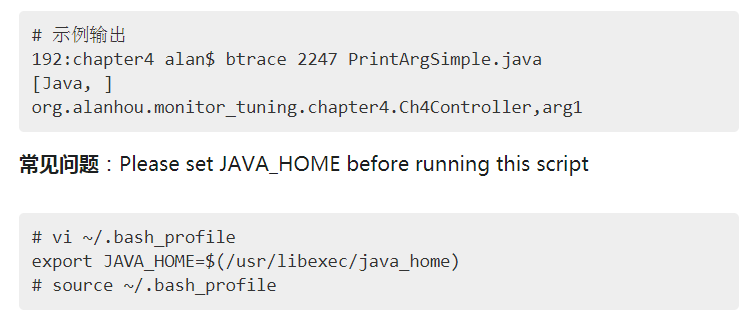 # 示例输出
192:chapter4 alan$ btrace 2247 PrintArgSimple.java
[Java, ]
org.alanhou.monitor_tuning.chapter4.Ch4Controller,arg1
常见问题：Please set JAVA_HOME before running this script
# vi ~/.bash_profile
export JAVA_HOME=$(/usr/libexec/java_home)
# source ~/.bash_profile